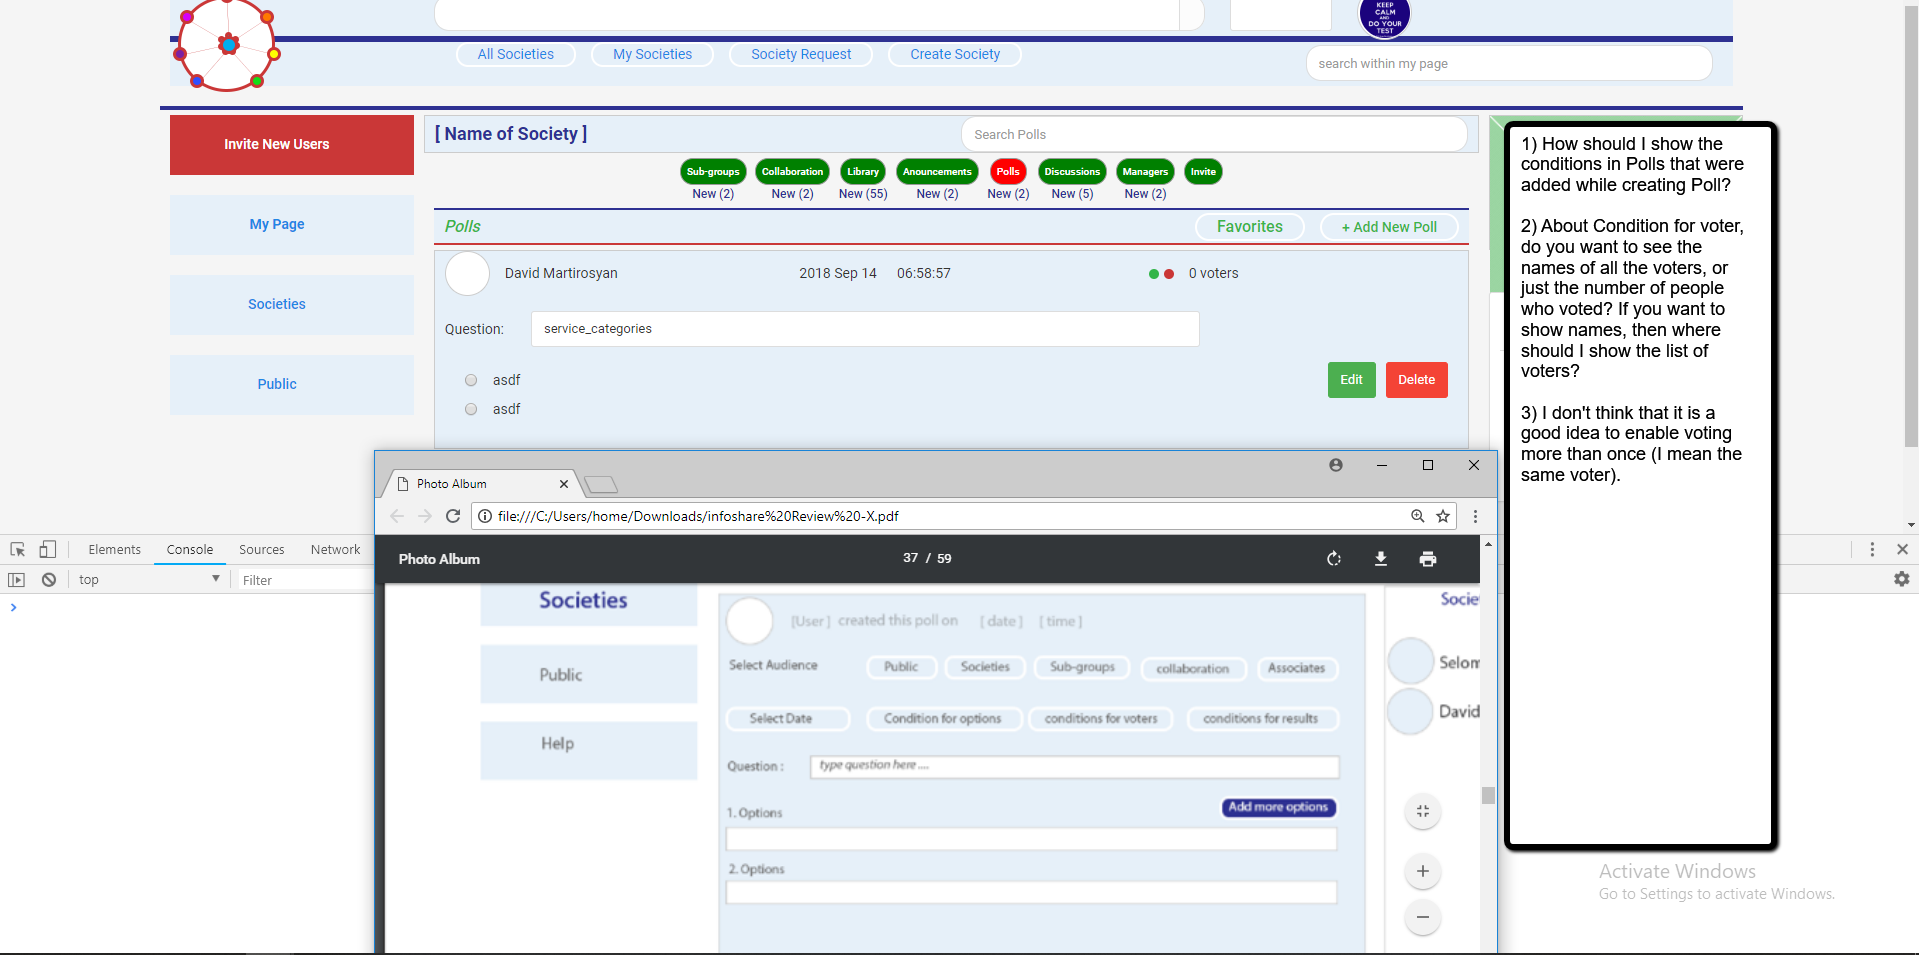 KEEP
CALM
AND
DO YOUR
TEST
All Societies
My Societies
Society Request
Create Society
search within my page
Invite New Users
My Page
Societies
Public
[ Name of Society ]
Search Polls
Sub-groups
Collaboration
Library
Anouncements
Polls
Discussions
Managers
Invite
New (2)
New (2)
New (55)
New (2)
New (2)
New (5)
New (2)
Polls
Favorites
+ Add New Poll
David Martirosyan
2018 Sep 14
06:58:57
0 voters
Question:
service_categories
asdf
asdf
Edit
Delete
1) How should I show the
conditions in Polls that were
added while creating Poll?
2) About Condition for voter,
do you want to see the
names of all the voters, or
just the number of people
who voted? If you want to
show names, then where
should I show the list of
voters?
3) I don't think that it is a
good idea to enable voting
more than once (I mean the
same voter).
Elements
Console
Sources
Network
top
Filter
Photo Album
file:///C:/Users/home/Downloads/infoshare%20Review%20-X.pdf
Photo Album
37 / 59
Societies
Public
Help
[User] created this poll on [ date ] [ time ]
Select Audience
Public
Societies
Sub-groups
collaboration
Associates
Select Date
Condition for options
conditions for voters
conditions for results
Question :
type question here ....
1. Options
Add more options
2. Options
Socie
Selom
David
Activate Windows
Go to Settings to activate Windows.